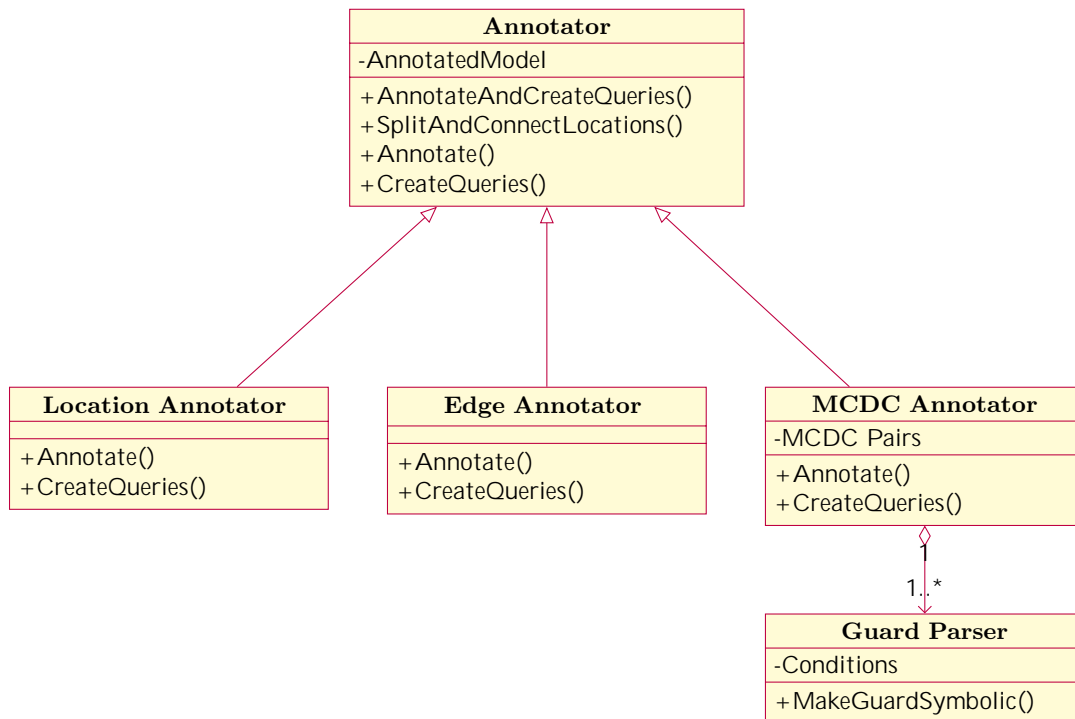 Annotator
-AnnotatedModel
+AnnotateAndCreateQueries()
+SplitAndConnectLocations()
+Annotate()
+CreateQueries()
Location Annotator
+Annotate()
+CreateQueries()
Edge Annotator
+Annotate()
+CreateQueries()
MCDC Annotator
-MCDC Pairs
+Annotate()
+CreateQueries()
1
1..*
Guard Parser
-Conditions
+MakeGuardSymbolic()